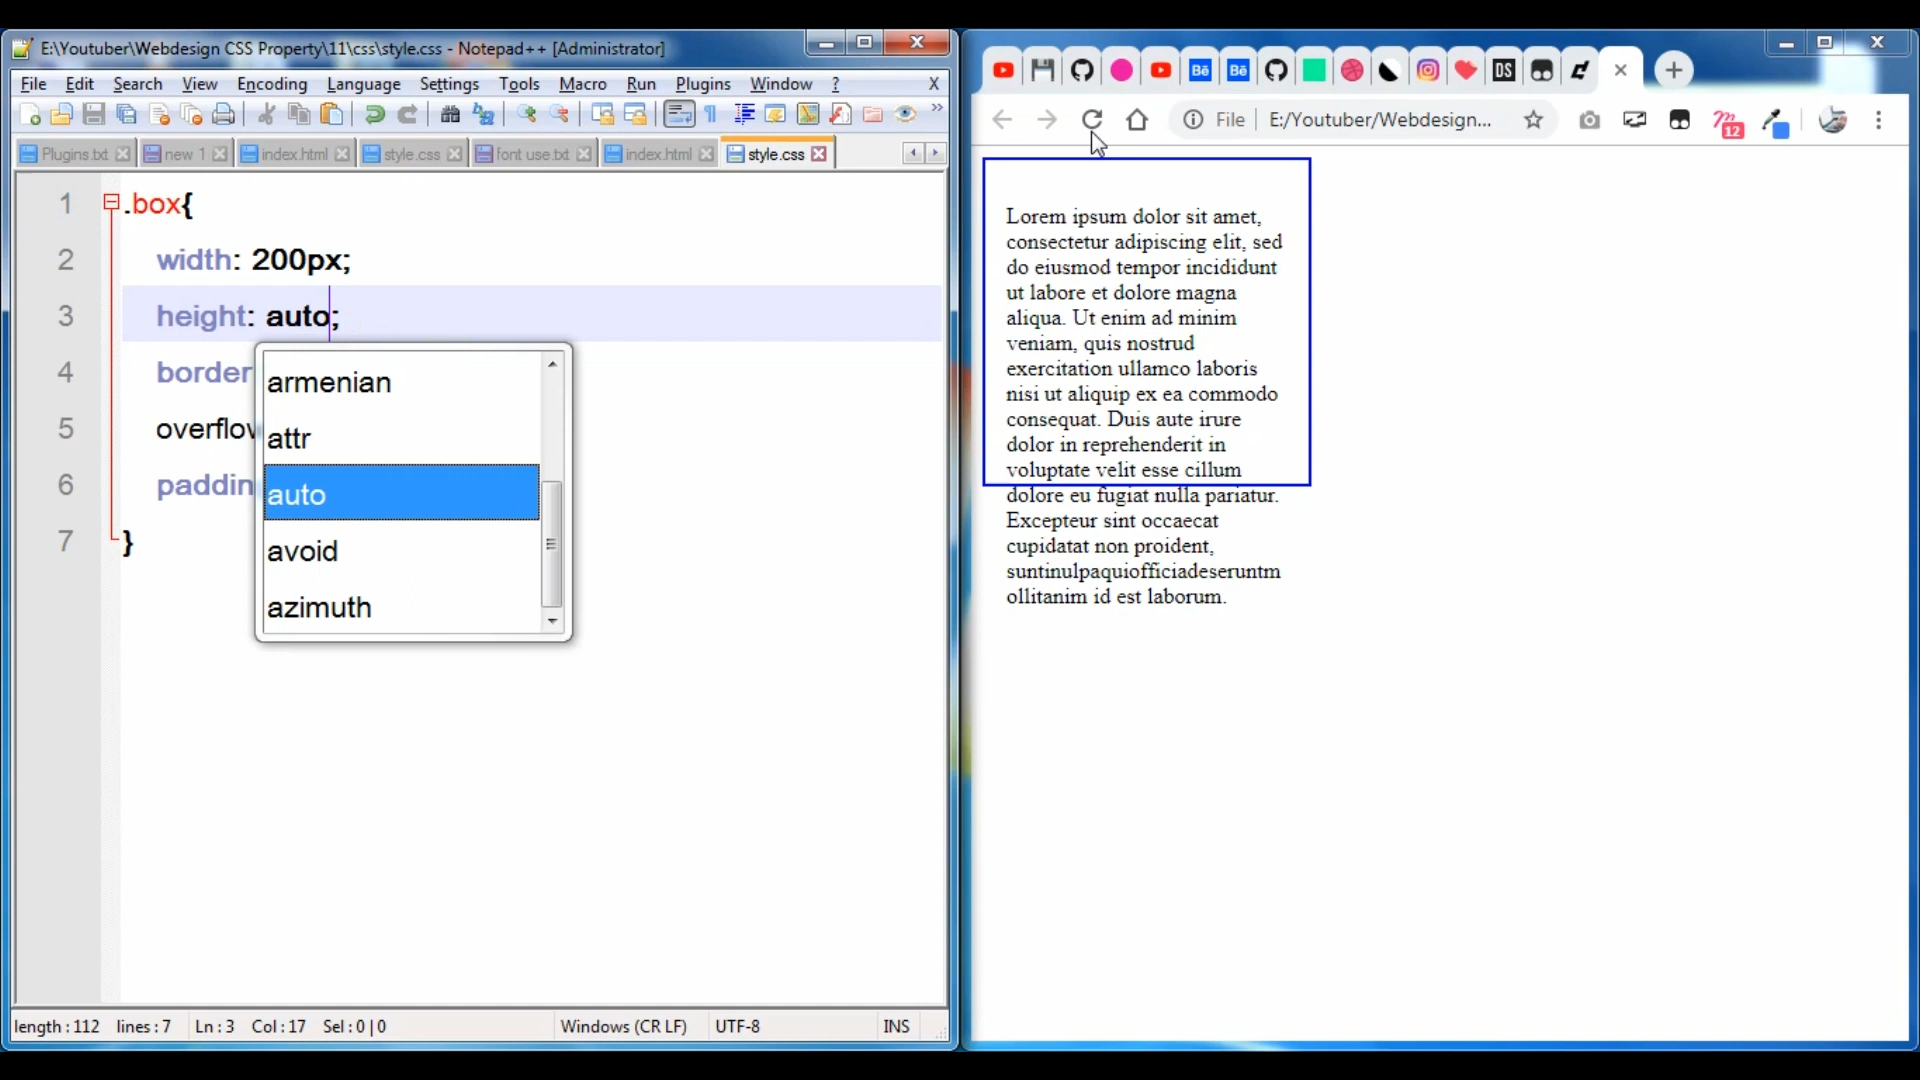 E:\Youtuber\Webdesign CSS Property\11\css\style.css - Notepad++ [Administrator]
File Edit Search View Encoding Language Settings Tools Macro Run Plugins Window ? X
Plugins.txt new 1 index.html style.css font use.txt index.html style.css
1 .box{
2 width: 200px;
3 height: auto;
4 border
5 overflow
6 paddin
7 }
armenian
attr
auto
avoid
azimuth
length : 112 lines : 7 Ln : 3 Col : 17 Sel : 0 | 0 Windows (CR LF) UTF-8 INS
Bē Bē DS
File E:/Youtuber/Webdesign... 12
Lorem ipsum dolor sit amet,
consectetur adipiscing elit, sed
do eiusmod tempor incididunt
ut labore et dolore magna
aliqua. Ut enim ad minim
veniam, quis nostrud
exercitation ullamco laboris
nisi ut aliquip ex ea commodo
consequat. Duis aute irure
dolor in reprehenderit in
voluptate velit esse cillum
dolore eu fugiat nulla pariatur.
Excepteur sint occaecat
cupidatat non proident,
suntinulpaquiofficiadeseruntm
ollitanim id est laborum.